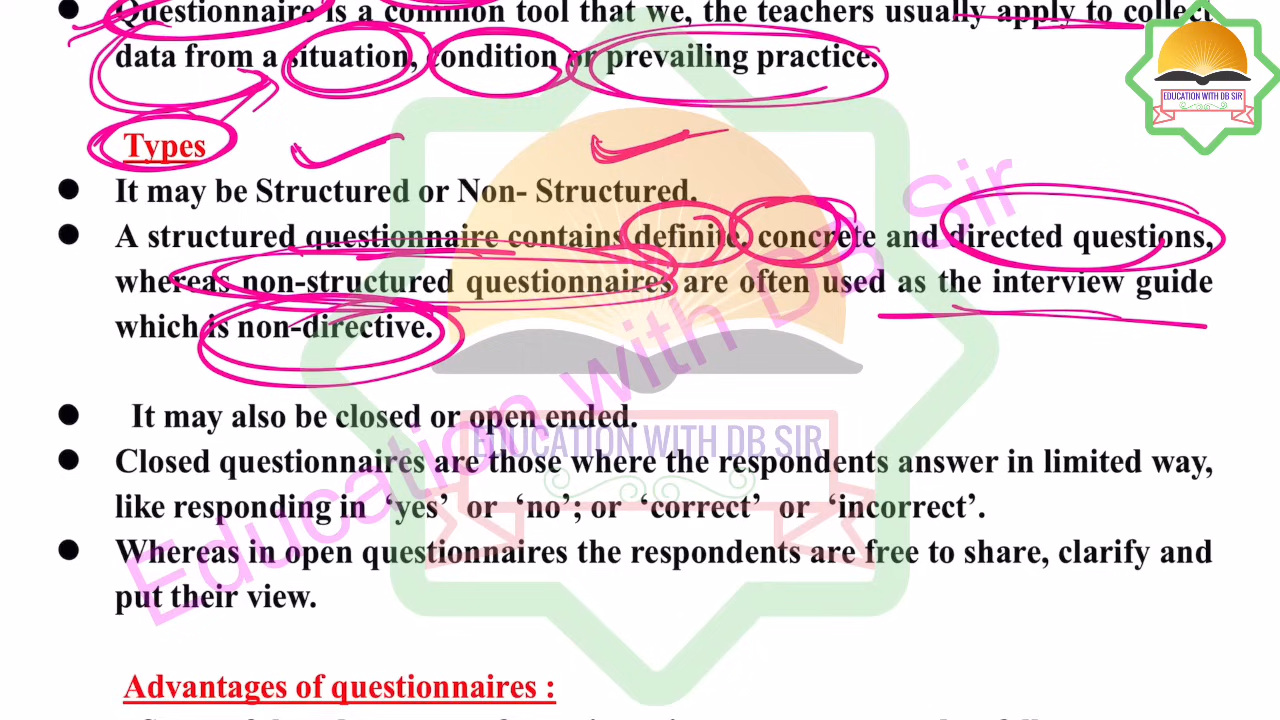 Questionnaire is a common tool that we, the teachers usually apply to collect
data from a situation, condition or prevailing practice.
EDUCATION WITH DB SIR
Types
It may be Structured or Non- Structured.
A structured questionnaire contains definite, concrete and directed questions,
whereas non-structured questionnaires are often used as the interview guide
which is non-directive.
It may also be closed or open ended.
EDUCATION WITH DB SIR
Closed questionnaires are those where the respondents answer in limited way,
like responding in ‘yes’ or ‘no’; or ‘correct’ or ‘incorrect’.
Whereas in open questionnaires the respondents are free to share, clarify and
put their view.
Education with DB Sir
Advantages of questionnaires :